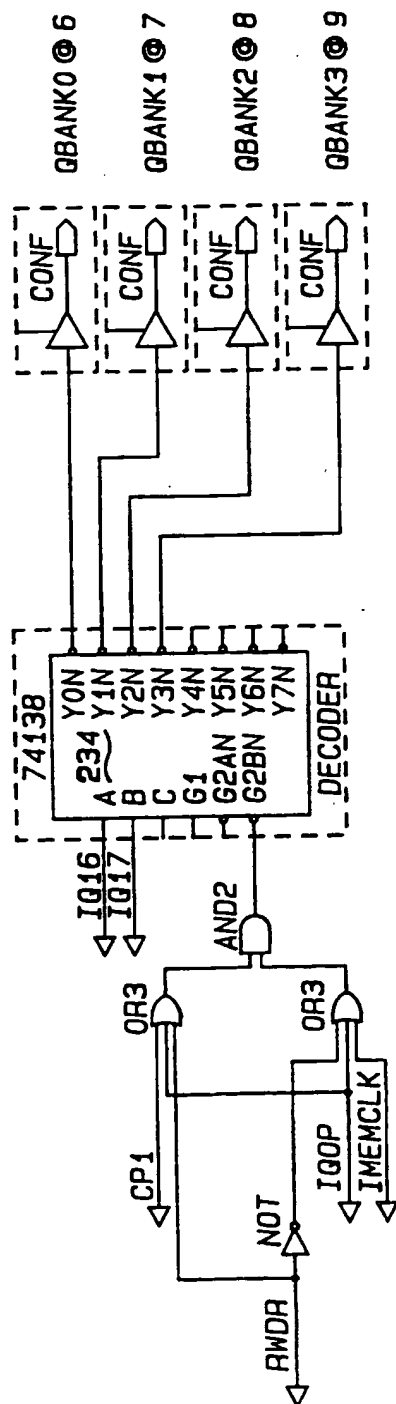 RWDR
NOT
CP1
IQOP
IMEMCLK
OR3
OR3
AND2
IQ16
IQ17
74138
234
A
B
C
G1
G2AN
G2BN
Y0N
Y1N
Y2N
Y3N
Y4N
Y5N
Y6N
Y7N
DECODER
CONF
CONF
CONF
CONF
QBANK0 @ 6
QBANK1 @ 7
QBANK2 @ 8
QBANK3 @ 9